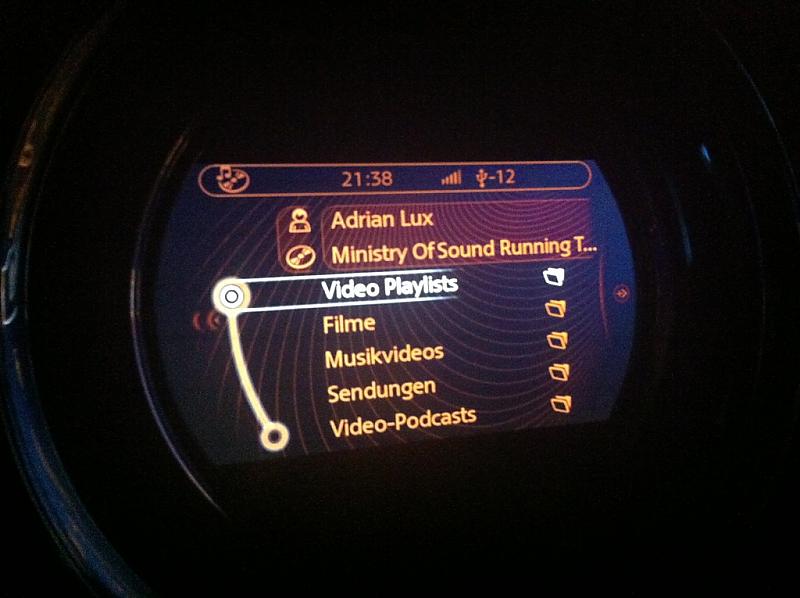 21:38 -12
Adrian Lux
Ministry Of Sound Running T...
Video Playlists
Filme
Musikvideos
Sendungen
Video-Podcasts